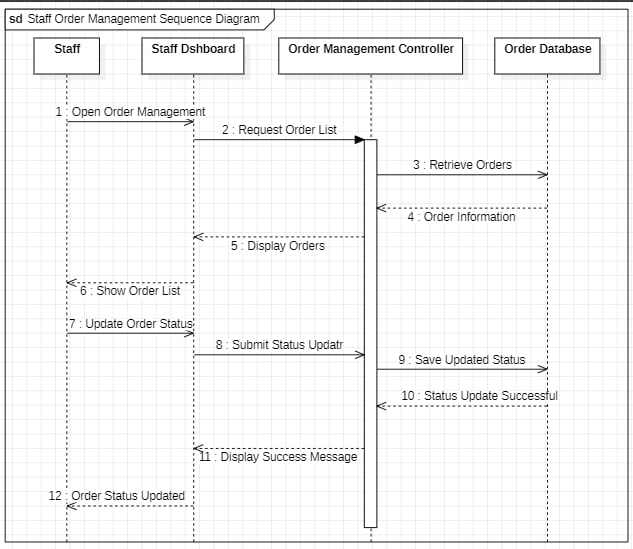 sd Staff Order Management Sequence Diagram
Staff
Staff Dshboard
Order Management Controller
Order Database
1 : Open Order Management
2 : Request Order List
3 : Retrieve Orders
4 : Order Information
5 : Display Orders
6 : Show Order List
7 : Update Order Status
8 : Submit Status Updatr
9 : Save Updated Status
10 : Status Update Successful
11 : Display Success Message
12 : Order Status Updated